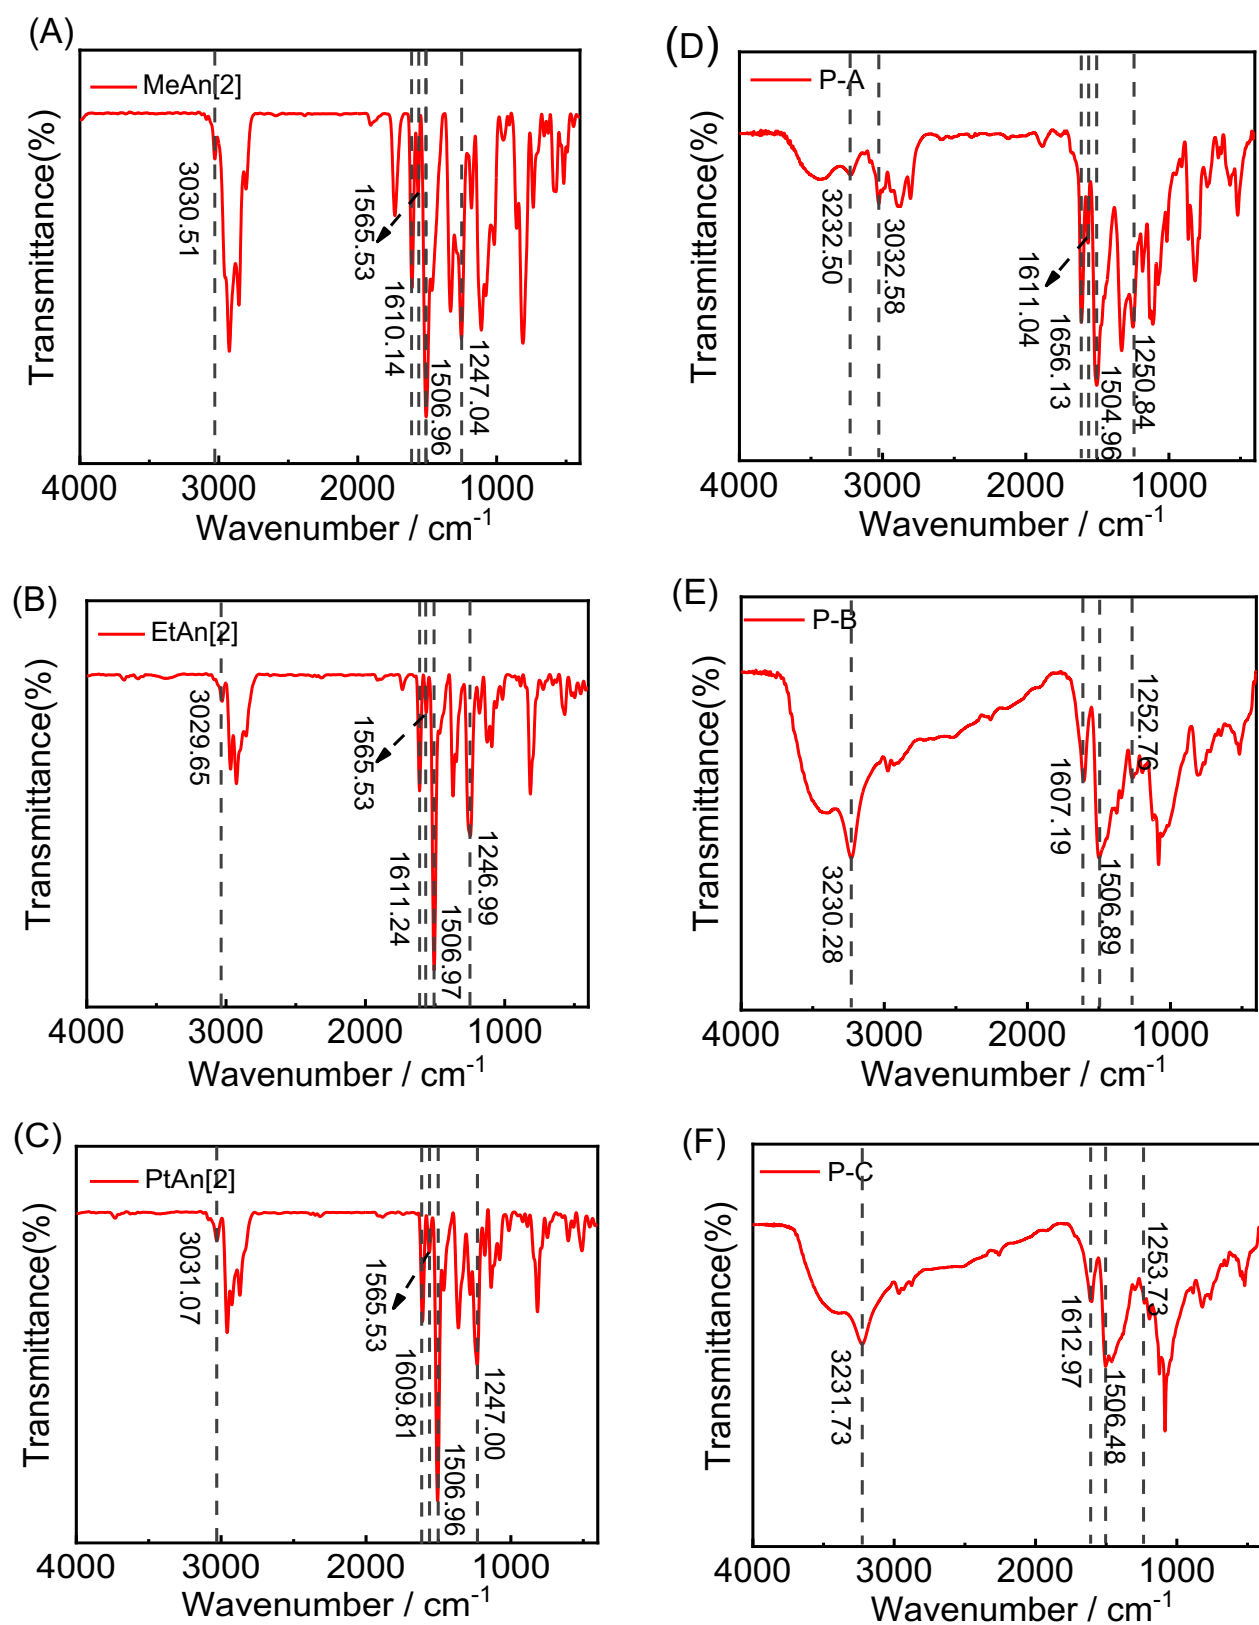 (A)
MeAn[2]
Transmittance(%)
3030.51
1565.53
1610.14
1506.96
1247.04
4000
3000
2000
1000
Wavenumber / cm-1
(D)
P-A
Transmittance(%)
3232.50
3032.58
1611.04
1656.13
1504.96
1250.84
4000
3000
2000
1000
Wavenumber / cm-1
(B)
EtAn[2]
Transmittance(%)
3029.65
1565.53
1611.24
1506.97
1246.99
4000
3000
2000
1000
Wavenumber / cm-1
(E)
P-B
Transmittance(%)
3230.28
1607.19
1506.89
1252.76
4000
3000
2000
1000
Wavenumber / cm-1
(C)
PtAn[2]
Transmittance(%)
3031.07
1565.53
1609.81
1506.96
1247.00
4000
3000
2000
1000
Wavenumber / cm-1
(F)
P-C
Transmittance(%)
3231.73
1612.97
1506.48
1253.73
4000
3000
2000
1000
Wavenumber / cm-1